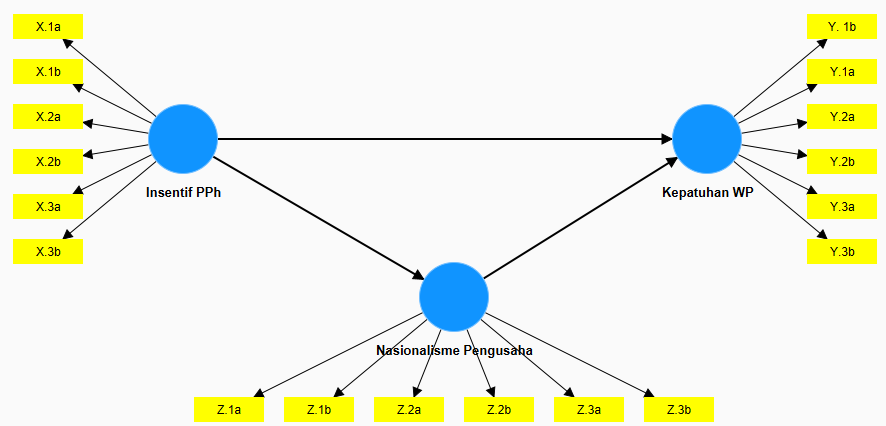 X.1a
X.1b
X.2a
X.2b
X.3a
X.3b
Insentif PPh
Y. 1b
Y.1a
Y.2a
Y.2b
Y.3a
Y.3b
Kepatuhan WP
Nasionalisme Pengusaha
Z.1a
Z.1b
Z.2a
Z.2b
Z.3a
Z.3b